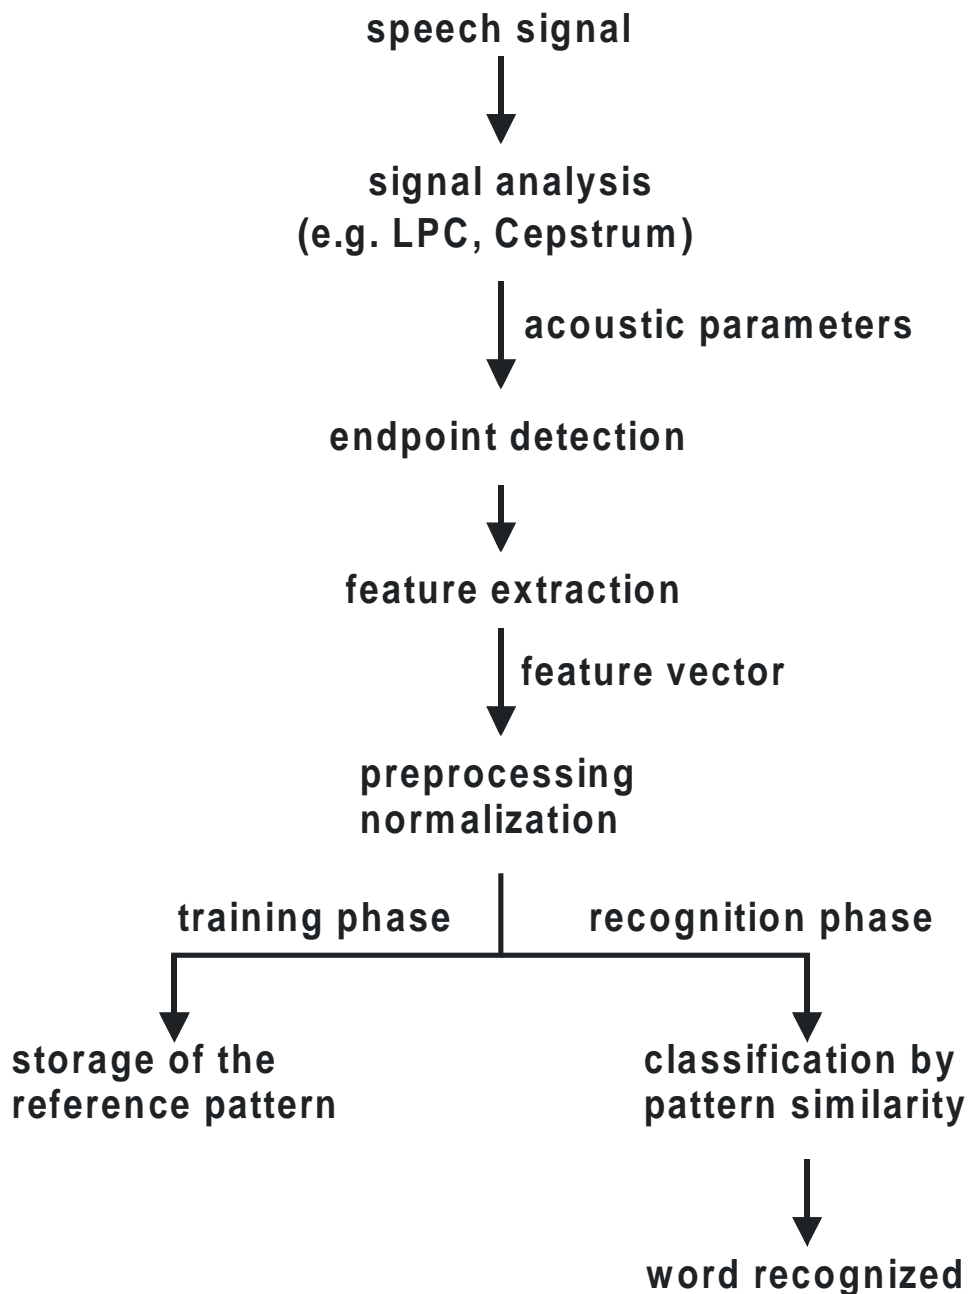 speech signal
signal analysis
(e.g. LPC, Cepstrum)
acoustic parameters
endpoint detection
feature extraction
feature vector
preprocessing
normalization
training phase
recognition phase
storage of the
reference pattern
classification by
pattern similarity
word recognized